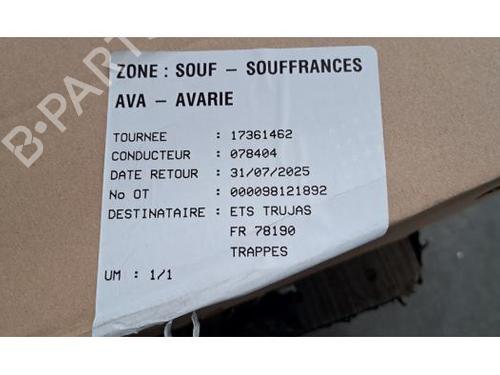 B-PARTS
ZONE : SOUF - SOUFFRANCES
AVA - AVARIE
TOURNEE : 17361462
CONDUCTEUR : 078404
DATE RETOUR : 31/07/2025
No OT : 000098121892
DESTINATAIRE : ETS TRUJAS
FR 78190
TRAPPES
UM : 1/1